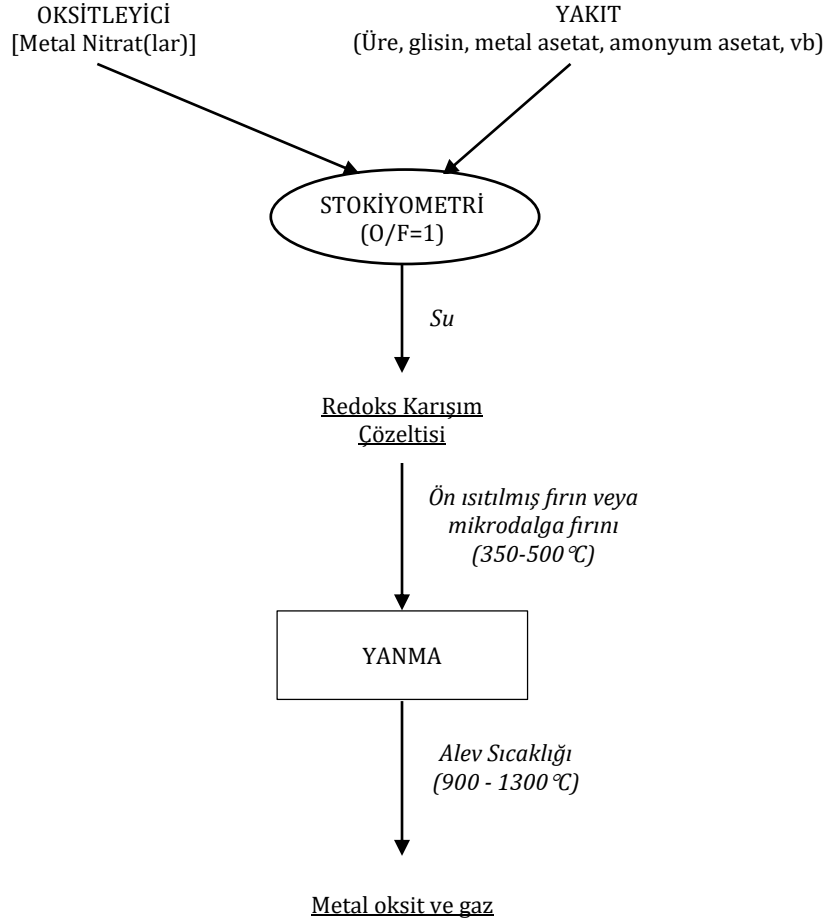 OKSİTLEYİCİ
[Metal Nitrat(lar)]
YAKIT
(Üre, glisin, metal asetat, amonyum asetat, vb)
STOKİYOMETRİ
(O/F=1)
Su
Redoks Karışım
Çözeltisi
Ön ısıtılmış fırın veya
mikrodalga fırını
(350-500℃)
YANMA
Alev Sıcaklığı
(900 - 1300℃)
Metal oksit ve gaz